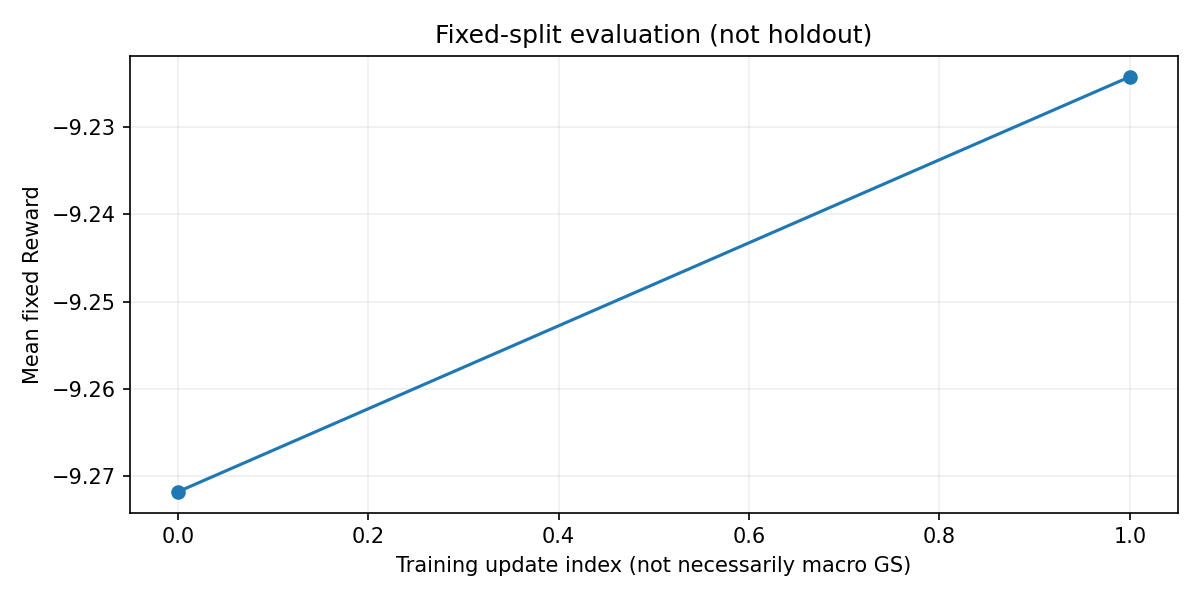 Fixed-split evaluation (not holdout)
Mean fixed Reward
−9.23
−9.24
−9.25
−9.26
−9.27
0.0 0.2 0.4 0.6 0.8 1.0
Training update index (not necessarily macro GS)